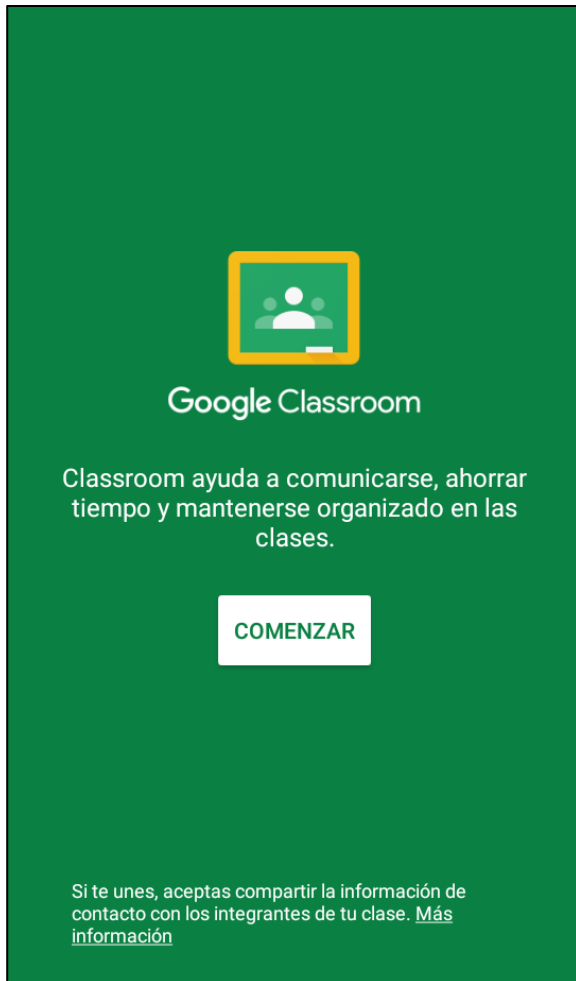 Google Classroom
Classroom ayuda a comunicarse, ahorrar
tiempo y mantenerse organizado en las
clases.
COMENZAR
Si te unes, aceptas compartir la información de
contacto con los integrantes de tu clase. Más
información